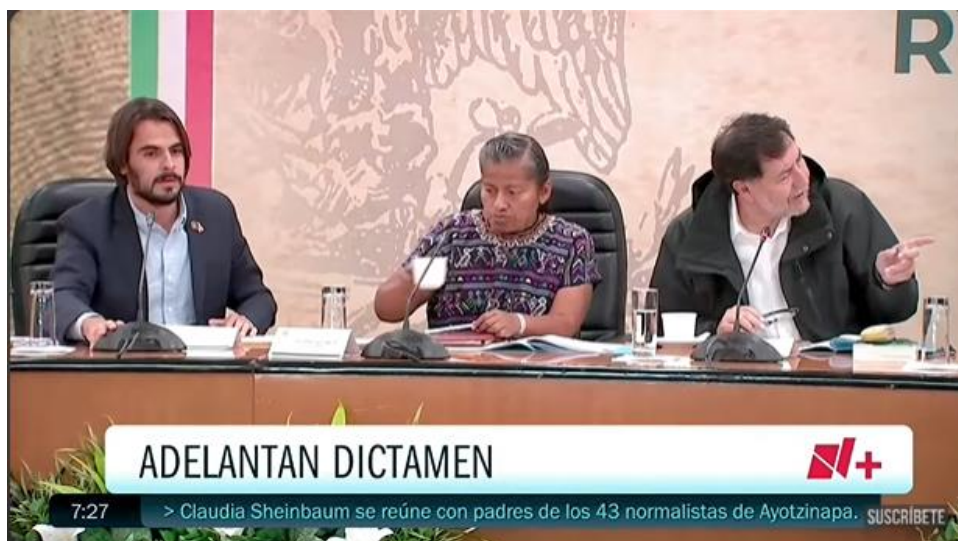 R
ADELANTAN DICTAMEN
N+
7:27
> Claudia Sheinbaum se reúne con padres de los 43 normalistas de Ayotzinapa.
SUSCRÍBETE